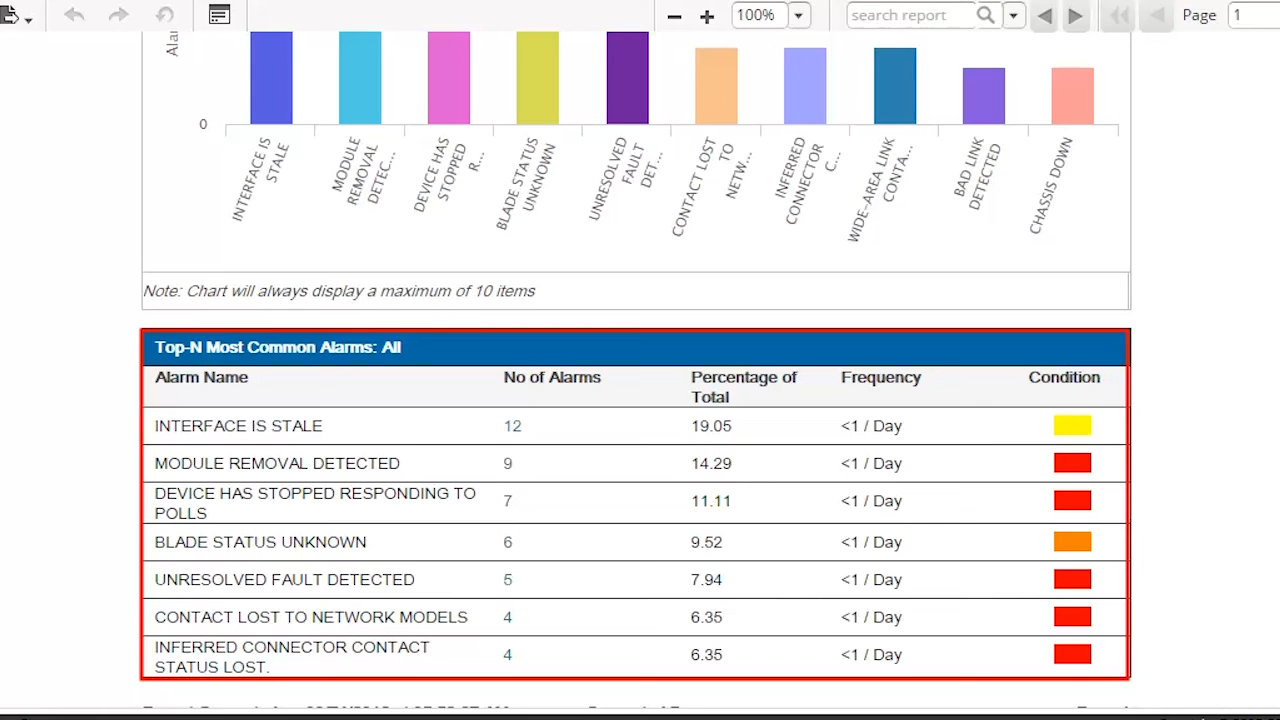 100%
search report
Page
1
0
INTERFACE IS
STALE
MODULE
REMOVAL
DETEC...
DEVICE HAS
STOPPED
R...
BLADE STATUS
UNKNOWN
UNRESOLVED
FAULT
DET...
CONTACT LOST
TO
NETW...
INFERRED
CONNECTOR
C...
WIDE-AREA LINK
CONTA...
BAD LINK
DETECTED
CHASSIS DOWN
Note: Chart will always display a maximum of 10 items
Top-N Most Common Alarms: All
Alarm Name No of Alarms Percentage of Total Frequency Condition
INTERFACE IS STALE 12 19.05 <1 / Day
MODULE REMOVAL DETECTED 9 14.29 <1 / Day
DEVICE HAS STOPPED RESPONDING TO
POLLS 7 11.11 <1 / Day
BLADE STATUS UNKNOWN 6 9.52 <1 / Day
UNRESOLVED FAULT DETECTED 5 7.94 <1 / Day
CONTACT LOST TO NETWORK MODELS 4 6.35 <1 / Day
INFERRED CONNECTOR CONTACT
STATUS LOST. 4 6.35 <1 / Day